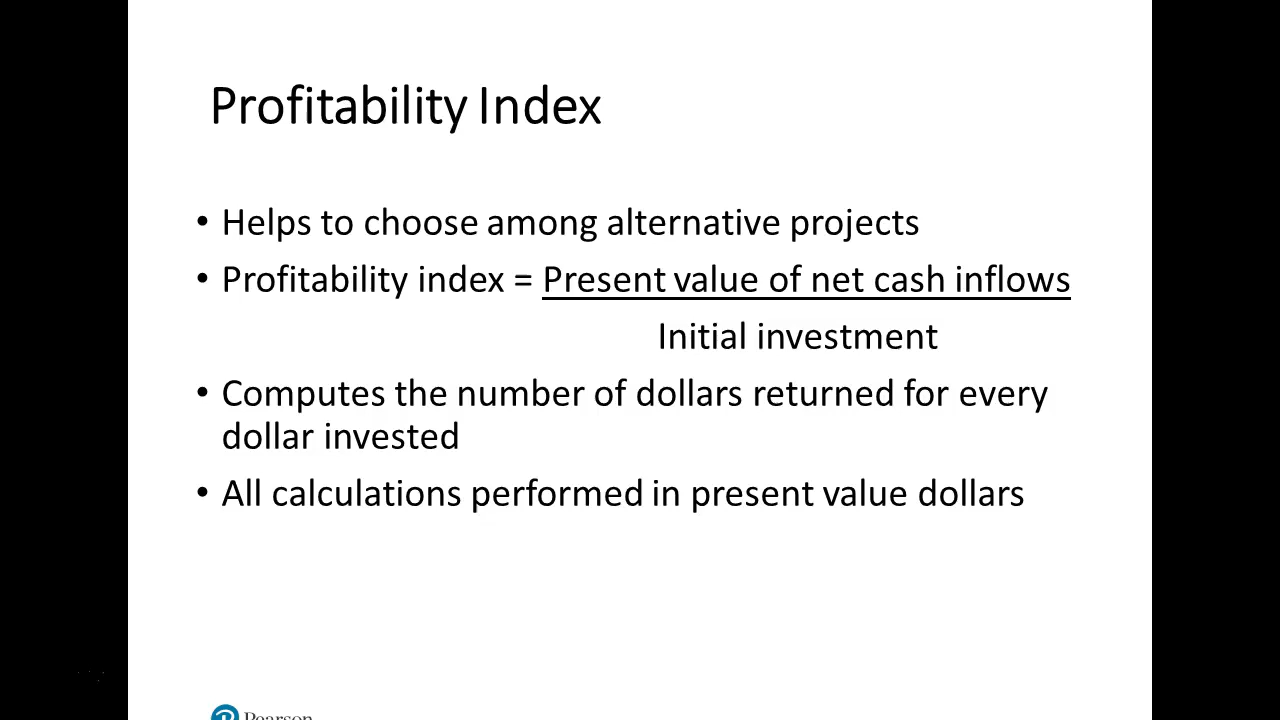 Profitability Index
• Helps to choose among alternative projects
• Profitability index = Present value of net cash inflows
Initial investment
• Computes the number of dollars returned for every
dollar invested
• All calculations performed in present value dollars
Pearson